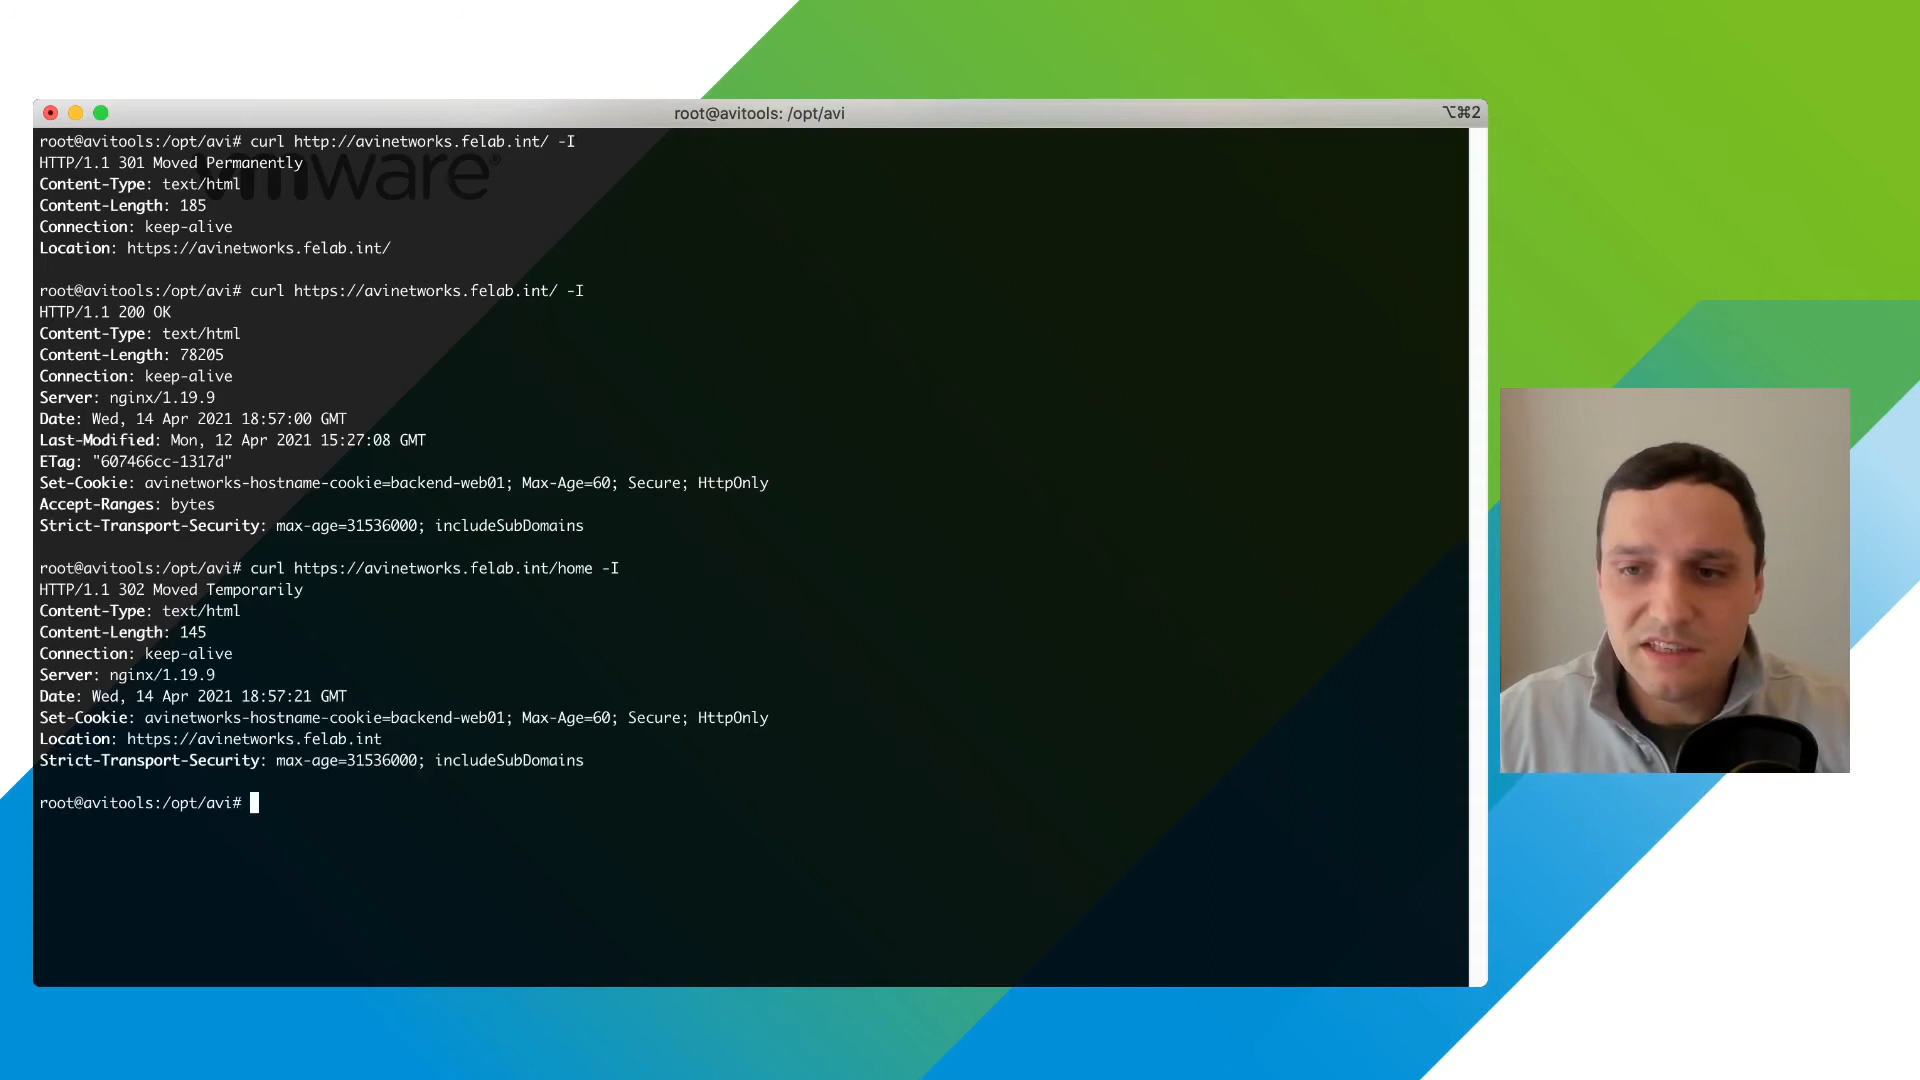 root@avitools: /opt/avi
⌥⌘2
root@avitools:/opt/avi# curl http://avinetworks.felab.int/ -I
HTTP/1.1 301 Moved Permanently
Content-Type: text/html
Content-Length: 185
Connection: keep-alive
Location: https://avinetworks.felab.int/
root@avitools:/opt/avi# curl https://avinetworks.felab.int/ -I
HTTP/1.1 200 OK
Content-Type: text/html
Content-Length: 78205
Connection: keep-alive
Server: nginx/1.19.9
Date: Wed, 14 Apr 2021 18:57:00 GMT
Last-Modified: Mon, 12 Apr 2021 15:27:08 GMT
ETag: "607466cc-1317d"
Set-Cookie: avinetworks-hostname-cookie=backend-web01; Max-Age=60; Secure; HttpOnly
Accept-Ranges: bytes
Strict-Transport-Security: max-age=31536000; includeSubDomains
root@avitools:/opt/avi# curl https://avinetworks.felab.int/home -I
HTTP/1.1 302 Moved Temporarily
Content-Type: text/html
Content-Length: 145
Connection: keep-alive
Server: nginx/1.19.9
Date: Wed, 14 Apr 2021 18:57:21 GMT
Set-Cookie: avinetworks-hostname-cookie=backend-web01; Max-Age=60; Secure; HttpOnly
Location: https://avinetworks.felab.int
Strict-Transport-Security: max-age=31536000; includeSubDomains
root@avitools:/opt/avi#
vmware®